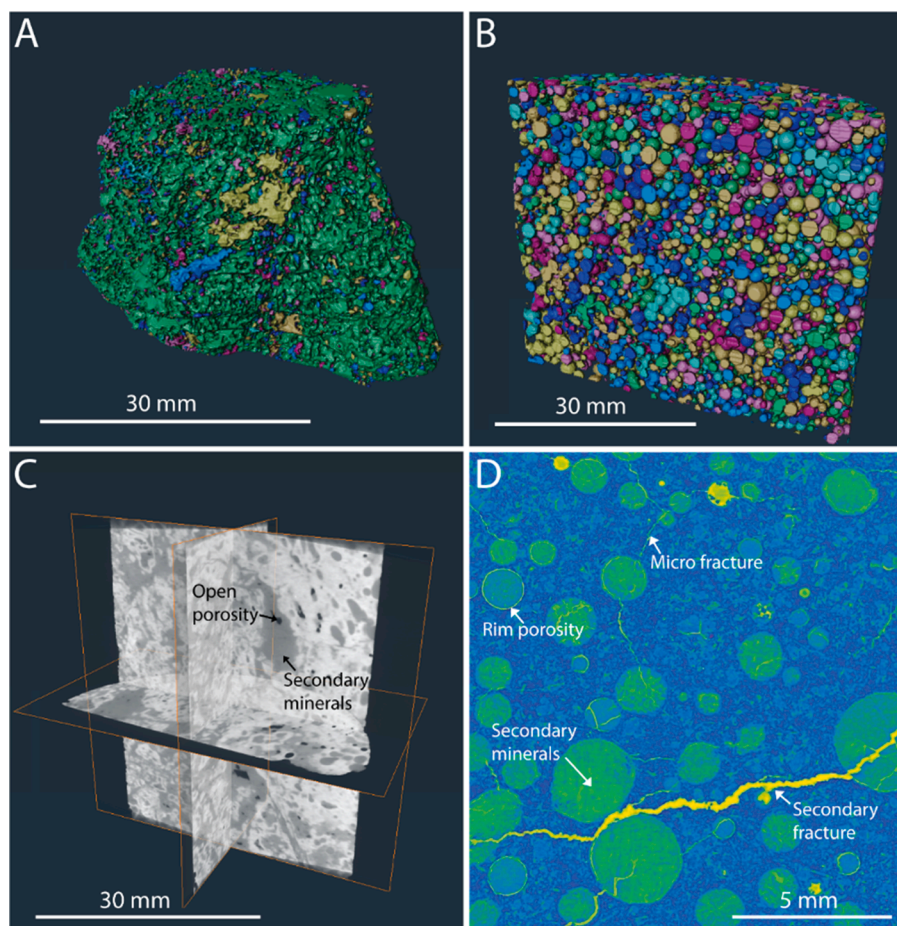 A
30 mm
B
30 mm
C
Open
porosity
Secondary
minerals
30 mm
D
Micro fracture
Rim porosity
Secondary
minerals
Secondary
fracture
5 mm